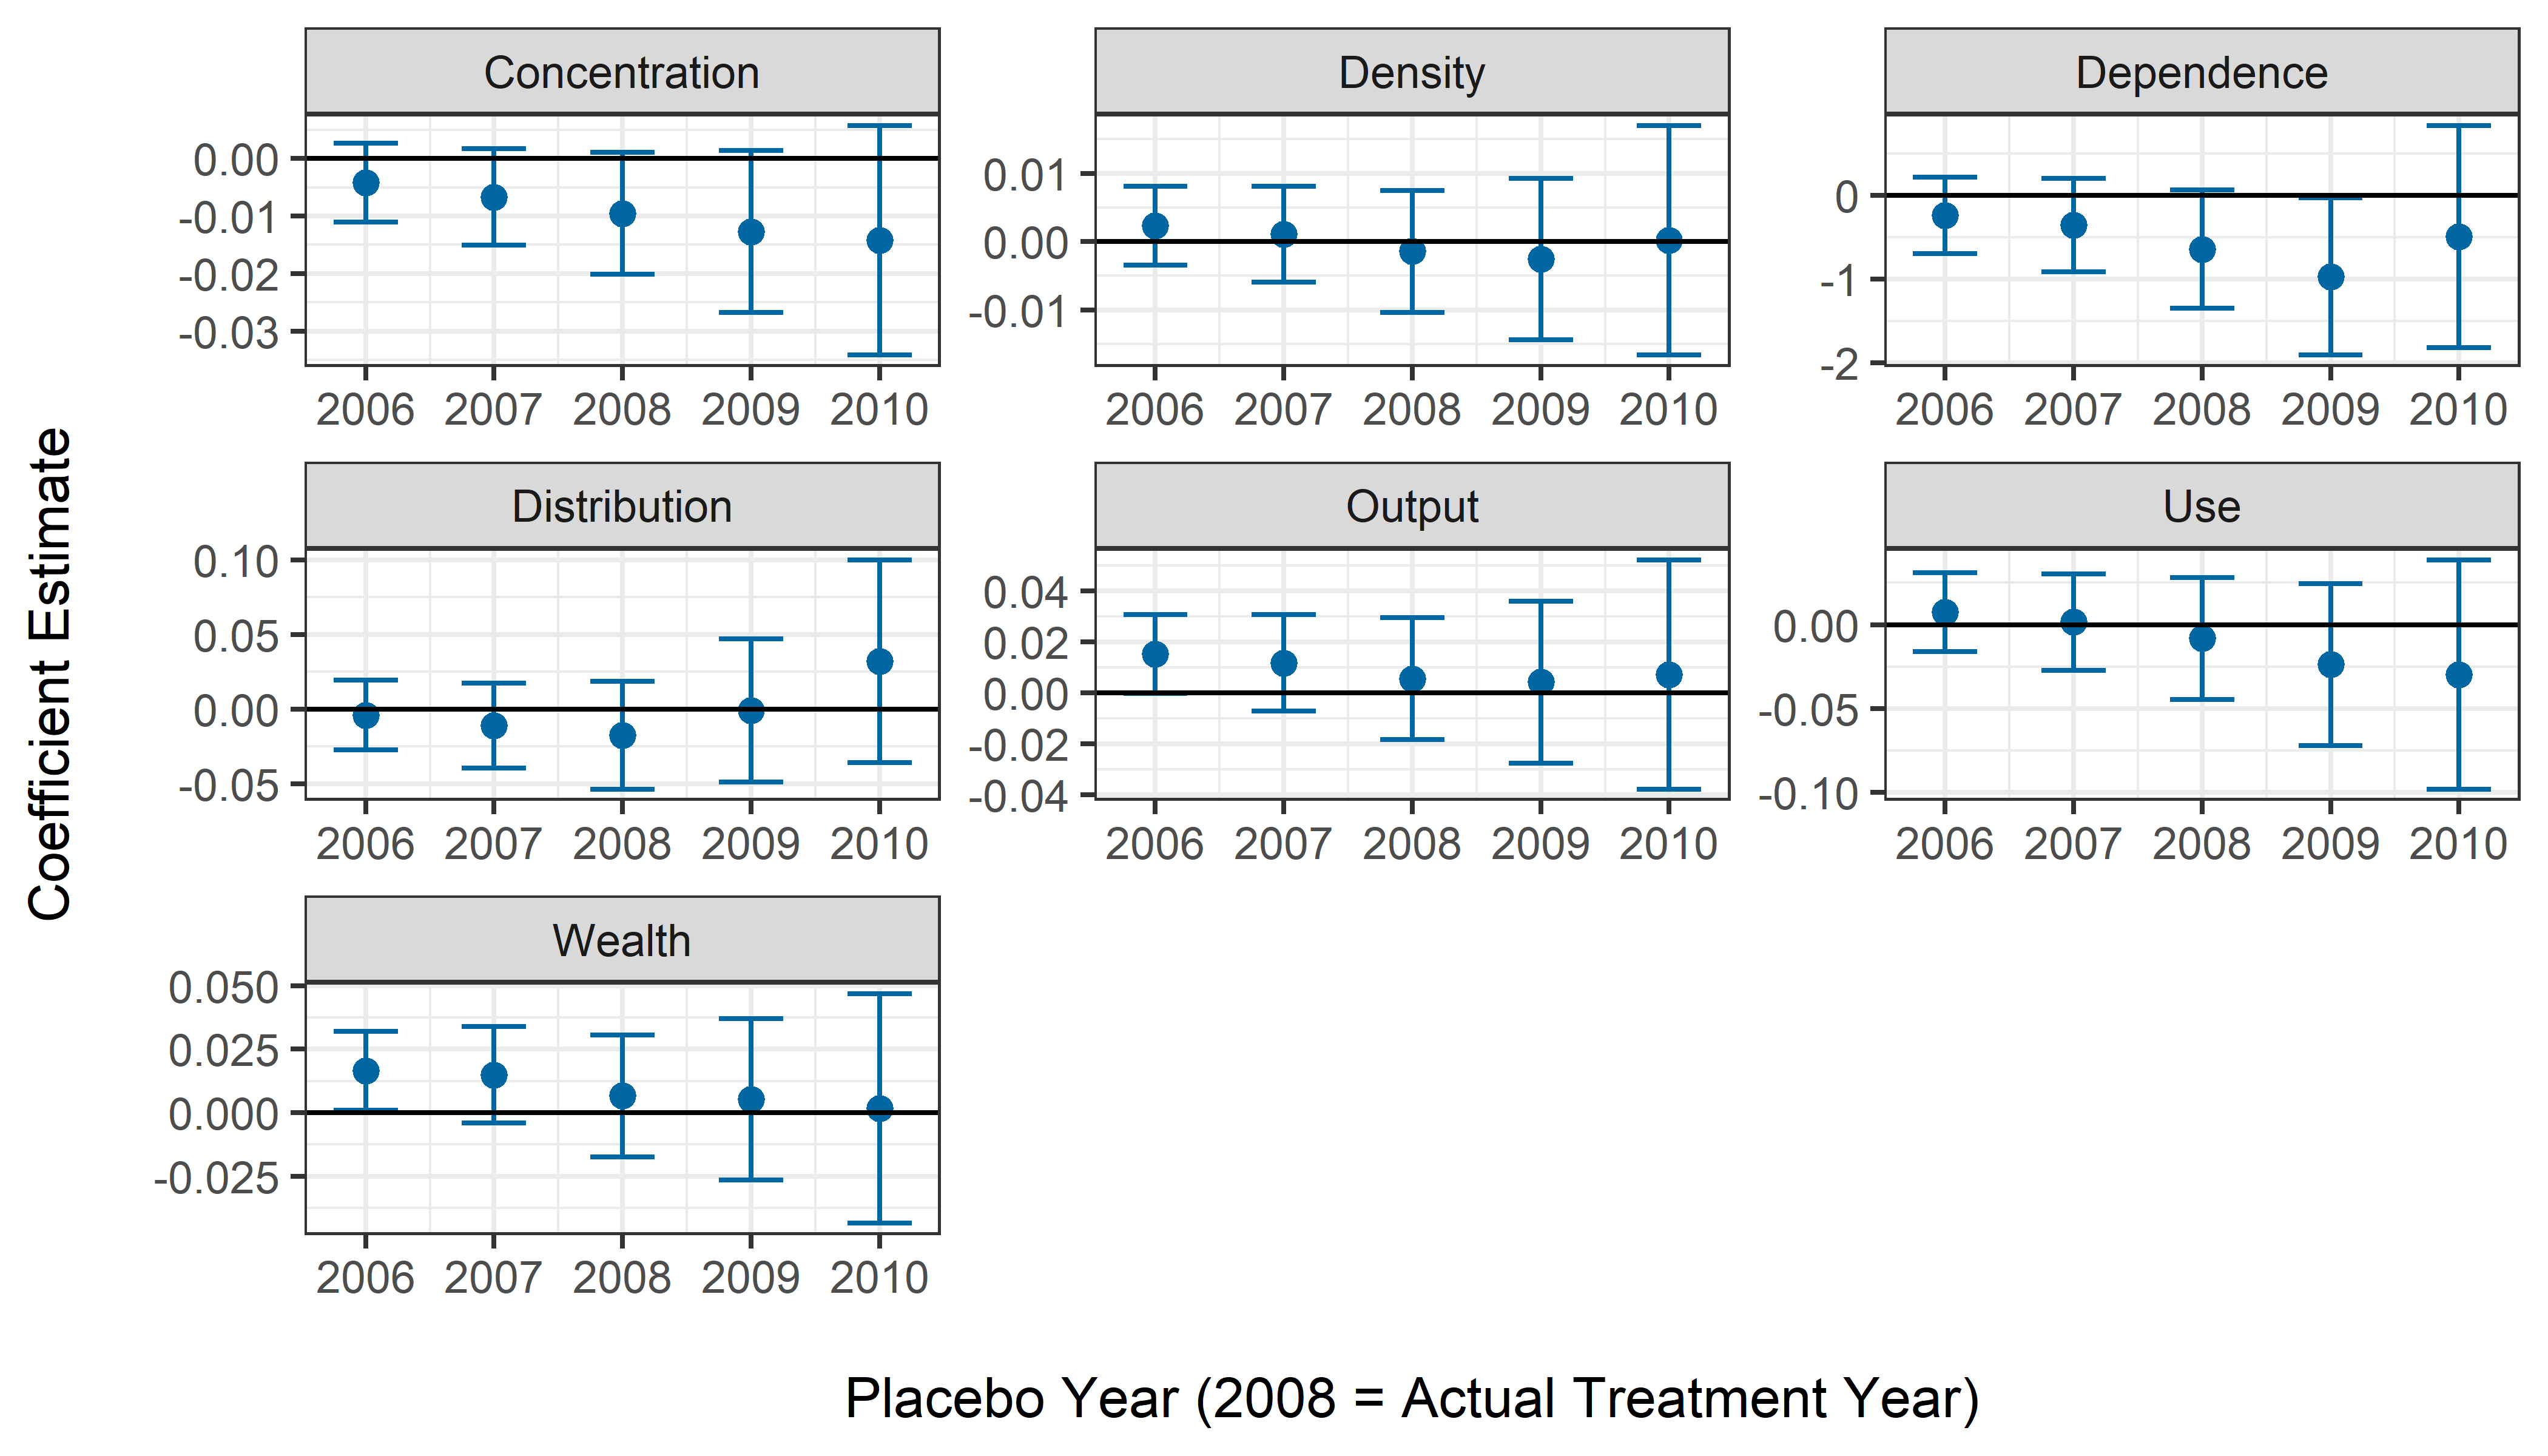 Concentration
Density
Dependence
0.00
-0.01
-0.02
-0.03
0.01
0.00
-0.01
0
-1
-2
2006 2007 2008 2009 2010
2006 2007 2008 2009 2010
2006 2007 2008 2009 2010
Distribution
Output
Use
0.10
0.05
0.00
-0.05
0.04
0.02
0.00
-0.02
-0.04
0.00
-0.05
-0.10
2006 2007 2008 2009 2010
2006 2007 2008 2009 2010
2006 2007 2008 2009 2010
Wealth
0.050
0.025
0.000
-0.025
2006 2007 2008 2009 2010
Coefficient Estimate
Placebo Year (2008 = Actual Treatment Year)